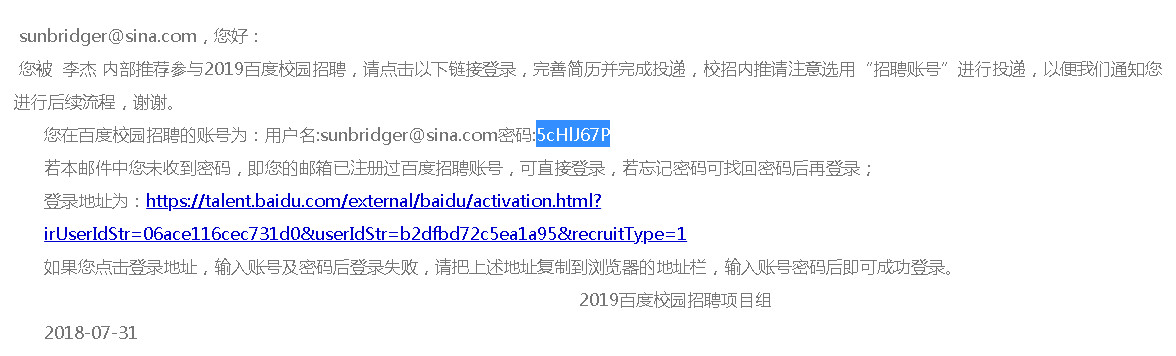 sunbridger@sina.com，您好：
您被 李杰 内部推荐参与2019百度校园招聘，请点击以下链接登录，完善简历并完成投递，校招内推请注意选用“招聘账号”进行投递，以便我们通知您
进行后续流程，谢谢。
您在百度校园招聘的账号为：用户名:sunbridger@sina.com密码:5cHlJ67P
若本邮件中您未收到密码，即您的邮箱已注册过百度招聘账号，可直接登录，若忘记密码可找回密码后再登录；
登录地址为：https://talent.baidu.com/external/baidu/activation.html?
irUserIdStr=06ace116cec731d0&userIdStr=b2dfbd72c5ea1a95&recruitType=1
如果您点击登录地址，输入账号及密码后登录失败，请把上述地址复制到浏览器的地址栏，输入账号密码后即可成功登录。
2019百度校园招聘项目组
2018-07-31